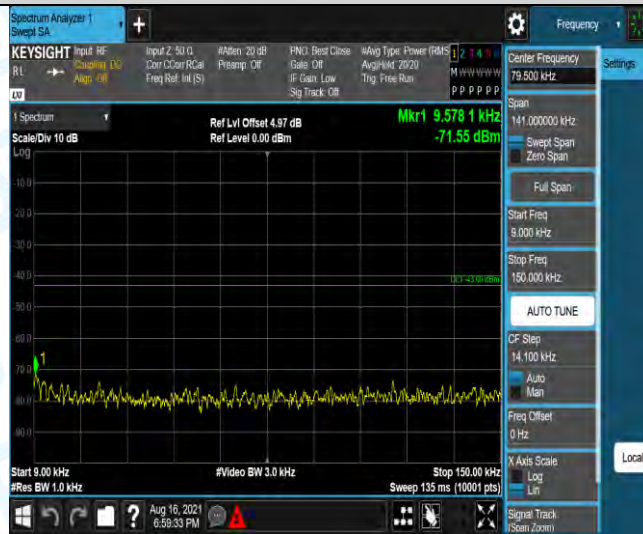 Spectrum Analyzer 1
Swept SA
+
Frequency
KEYSIGHT
RL
LXI
Input: RF
Coupling: DC
Align: Off
Input Z: 50 Ω
Corr CCorr RCal
Freq Ref: Int (S)
#Atten: 20 dB
Preamp: Off
PNO: Best Close
Gate: Off
IF Gain: Low
Sig Track: Off
#Avg Type: Power (RMS
Avg|Hold: 20/20
Trig: Free Run
1 2 3 4 5 6
M W W W W W
P P P P P P
1 Spectrum
Scale/Div 10 dB
Log
Ref Lvl Offset 4.97 dB
Ref Level 0.00 dBm
Mkr1 9.578 1 kHz
-71.55 dBm
-10.0
-20.0
-30.0
-40.0
-50.0
-60.0
-70.0
-80.0
-90.0
DL1 -43.00 dBm
1
Start 9.00 kHz
#Res BW 1.0 kHz
#Video BW 3.0 kHz
Stop 150.00 kHz
Sweep 135 ms (10001 pts)
?
Aug 16, 2021
6:59:33 PM
Center Frequency
79.500 kHz
Settings
Span
141.000000 kHz
Swept Span
Zero Span
Full Span
Start Freq
9.000 kHz
Stop Freq
150.000 kHz
AUTO TUNE
CF Step
14.100 kHz
Auto
Man
Freq Offset
0 Hz
X Axis Scale
Log
Lin
Local
Signal Track
(Span Zoom)